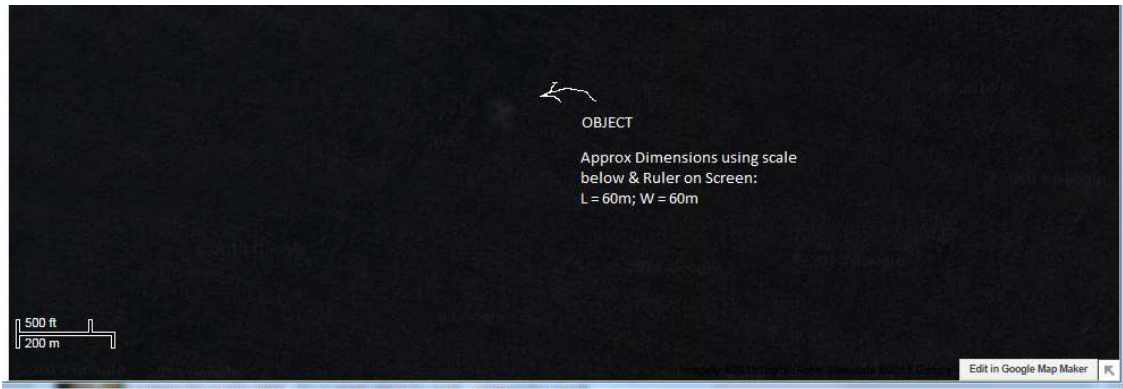 OBJECT
Approx Dimensions using scale
below & Ruler on Screen:
L = 60m; W = 60m
500 ft
200 m
Edit in Google Map Maker